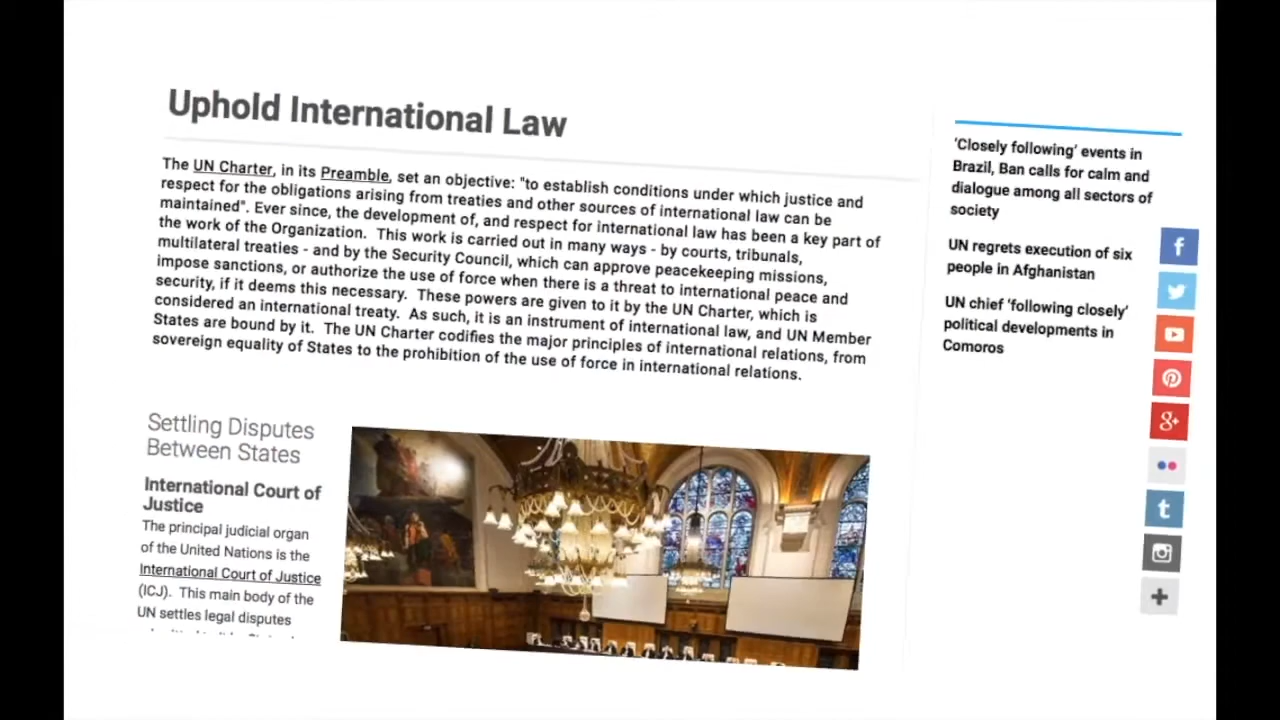 Uphold International Law
The UN Charter, in its Preamble, set an objective: "to establish conditions under which justice and
respect for the obligations arising from treaties and other sources of international law can be
maintained". Ever since, the development of, and respect for international law has been a key part of
the work of the Organization. This work is carried out in many ways - by courts, tribunals,
multilateral treaties - and by the Security Council, which can approve peacekeeping missions,
impose sanctions, or authorize the use of force when there is a threat to international peace and
security, if it deems this necessary. These powers are given to it by the UN Charter, which is
considered an international treaty. As such, it is an instrument of international law, and UN Member
States are bound by it. The UN Charter codifies the major principles of international relations, from
sovereign equality of States to the prohibition of the use of force in international relations.
Settling Disputes
Between States
International Court of
Justice
The principal judicial organ
of the United Nations is the
International Court of Justice
(ICJ). This main body of the
UN settles legal disputes
'Closely following' events in
Brazil, Ban calls for calm and
dialogue among all sectors of
society
UN regrets execution of six
people in Afghanistan
UN chief 'following closely'
political developments in
Comoros
f
g+
t
+